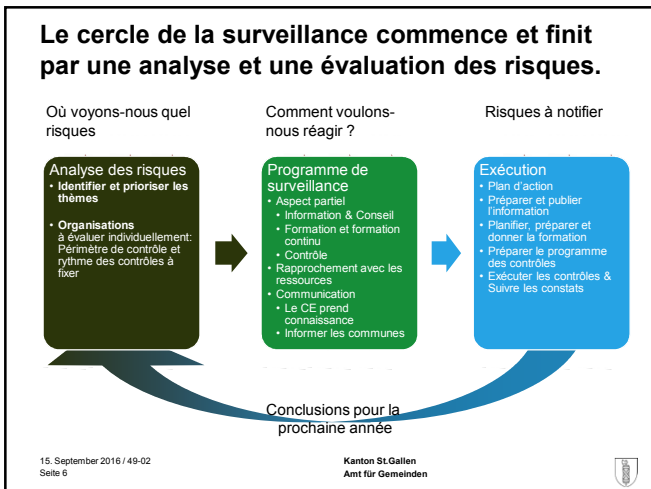 Le cercle de la surveillance commence et finit
par une analyse et une évaluation des risques.
Où voyons-nous quel
risques
Comment voulons-
nous réagir ?
Risques à notifier
Analyse des risques
• Identifier et prioriser les
thèmes
• Organisations
à évaluer individuellement:
Périmètre de contrôle et
rythme des contrôles à
fixer
Programme de
surveillance
• Aspect partiel
• Information & Conseil
• Formation et formation
continu
• Contrôle
• Rapprochement avec les
ressources
• Communication
• Le CE prend
connaissance
• Informer les communes
Exécution
• Plan d'action
• Préparer et publier
l'information
• Planifier, préparer et
donner la formation
• Préparer le programme
des contrôles
• Exécuter les contrôles &
Suivre les constats
Conclusions pour la
prochaine année
15. September 2016 / 49-02
Seite 6
Kanton St.Gallen
Amt für Gemeinden